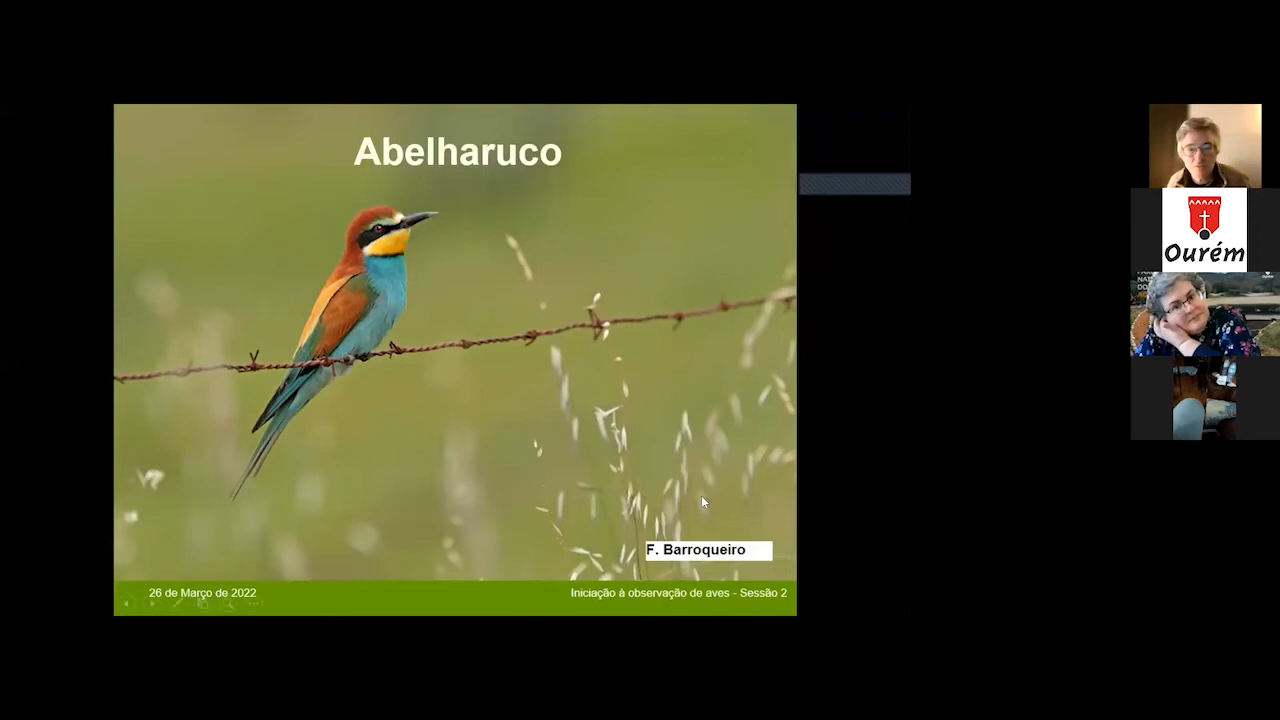 Abelharuco
F. Barroqueiro
26 de Março de 2022
Iniciação à observação de aves - Sessão 2
Ourém